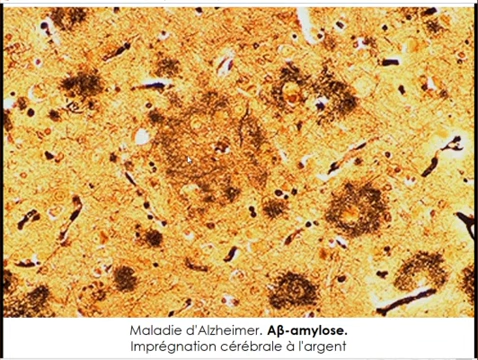 Maladie d'Alzheimer. Aβ-amylose.
Imprégnation cérébrale à l'argent